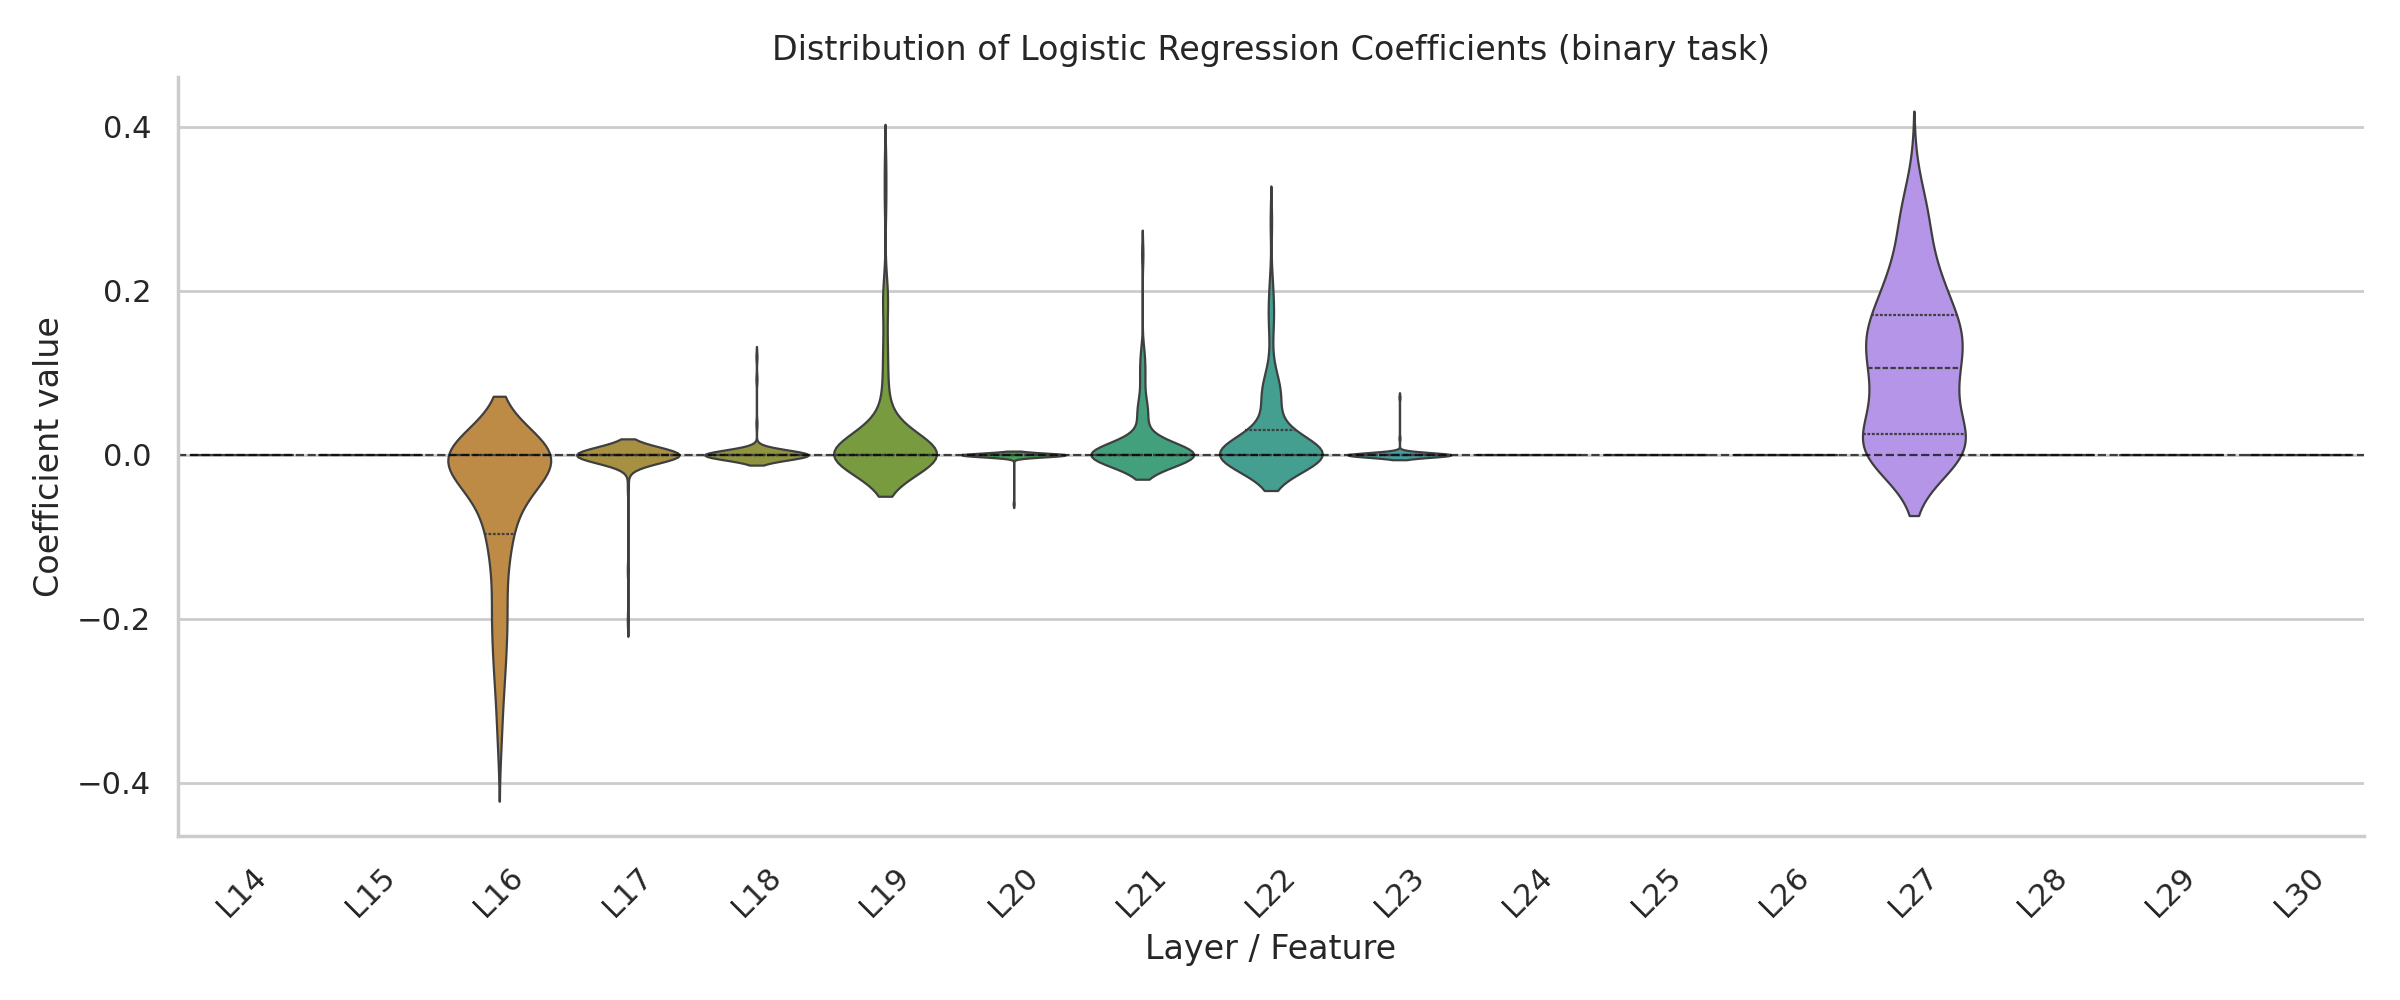 Distribution of Logistic Regression Coefficients (binary task)
Coefficient value
0.4
0.2
0.0
−0.2
−0.4
L14 L15 L16 L17 L18 L19 L20 L21 L22 L23 L24 L25 L26 L27 L28 L29 L30
Layer / Feature